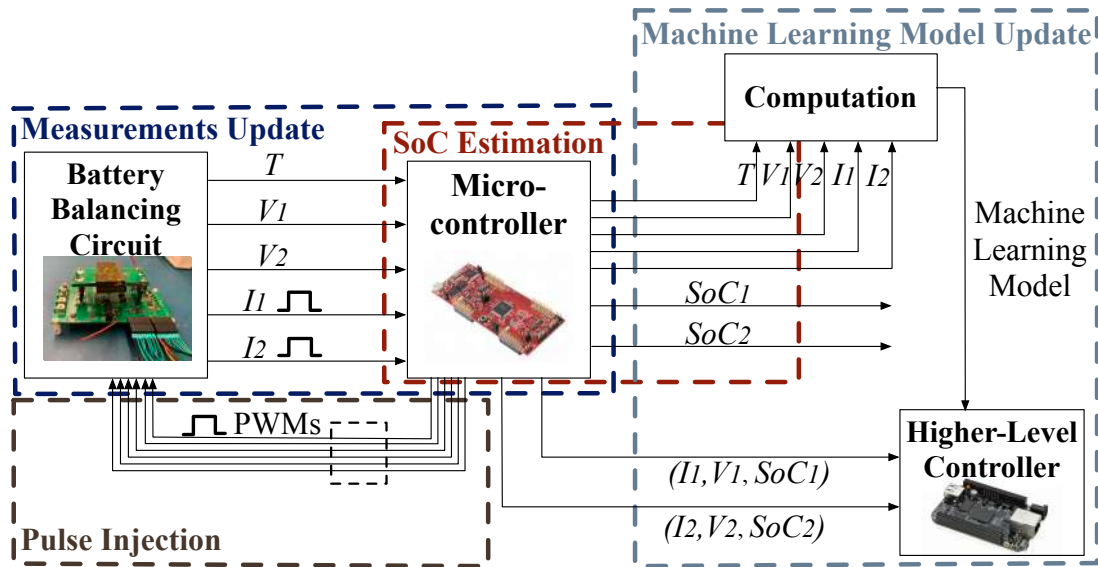 Machine Learning Model Update
Computation
Measurements Update
SoC Estimation
Battery
Balancing
Circuit
Micro-
controller
T
V1
V2
I1
I2
T V1 V2 I1 I2
SoC1
SoC2
Machine
Learning
Model
PWMs
(I1,V1, SoC1)
(I2,V2, SoC2)
Higher-Level
Controller
Pulse Injection